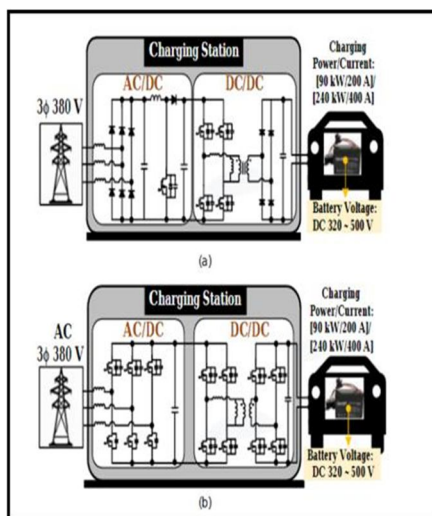 Charging Station
AC/DC
DC/DC
3ϕ 380 V
Charging
Power/Current:
[90 kW/200 A]/
[240 kW/400 A]
Battery Voltage:
DC 320 ~ 500 V
(a)
Charging Station
AC/DC
DC/DC
AC
3ϕ 380 V
Charging
Power/Current:
[90 kW/200 A]/
[240 kW/400 A]
Battery Voltage:
DC 320 ~ 500 V
(b)